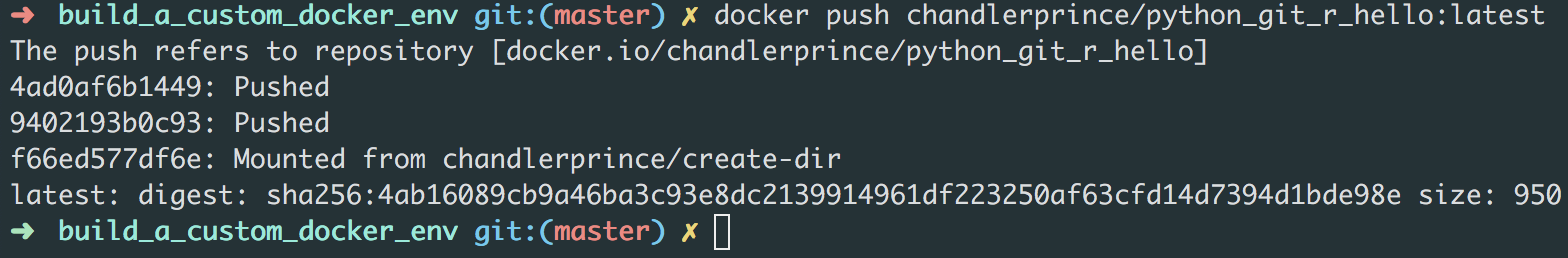 ➜ build_a_custom_docker_env git:(master) ✗ docker push chandlerprince/python_git_r_hello:latest
The push refers to repository [docker.io/chandlerprince/python_git_r_hello]
4ad0af6b1449: Pushed
9402193b0c93: Pushed
f66ed577df6e: Mounted from chandlerprince/create-dir
latest: digest: sha256:4ab16089cb9a46ba3c93e8dc2139914961df223250af63cfd14d7394d1bde98e size: 950
➜ build_a_custom_docker_env git:(master) ✗